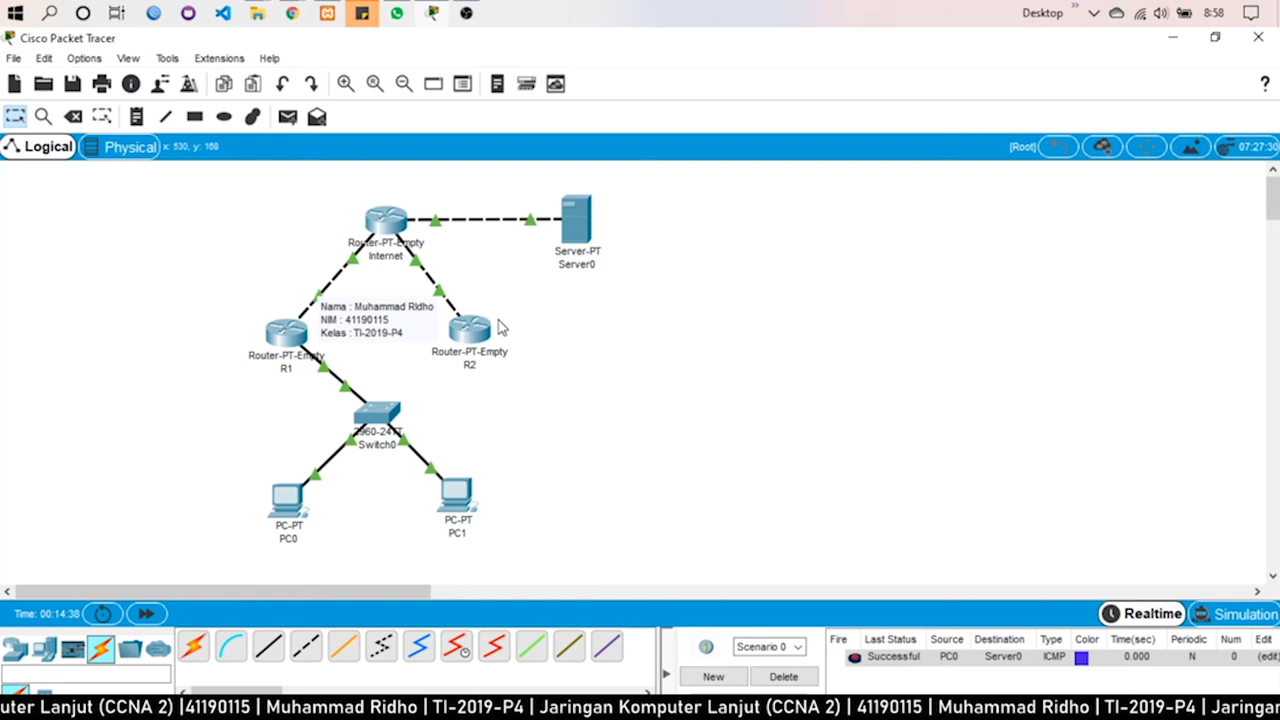 Desktop
»
8:58
Cisco Packet Tracer
File Edit Options View Tools Extensions Help
?
Logical Physical x: 530, y: 168 [Root] 07:27:30
Router-PT-Empty
Internet
Server-PT
Server0
Nama : Muhammad Ridho
NIM : 41190115
Kelas : TI-2019-P4
Router-PT-Empty
R1
Router-PT-Empty
R2
2960-24TT
Switch0
PC-PT
PC0
PC-PT
PC1
Time: 00:14:38 Realtime Simulation
Scenario 0
New Delete
Fire Last Status Source Destination Type Color Time(sec) Periodic Num Edit
Successful PC0 Server0 ICMP 0.000 N 0 (edit)
uter Lanjut (CCNA 2) |41190115 | Muhammad Ridho | TI-2019-P4 | Jaringan Komputer Lanjut (CCNA 2) | 41190115 | Muhammad Ridho | TI-2019-P4 | Jaringan